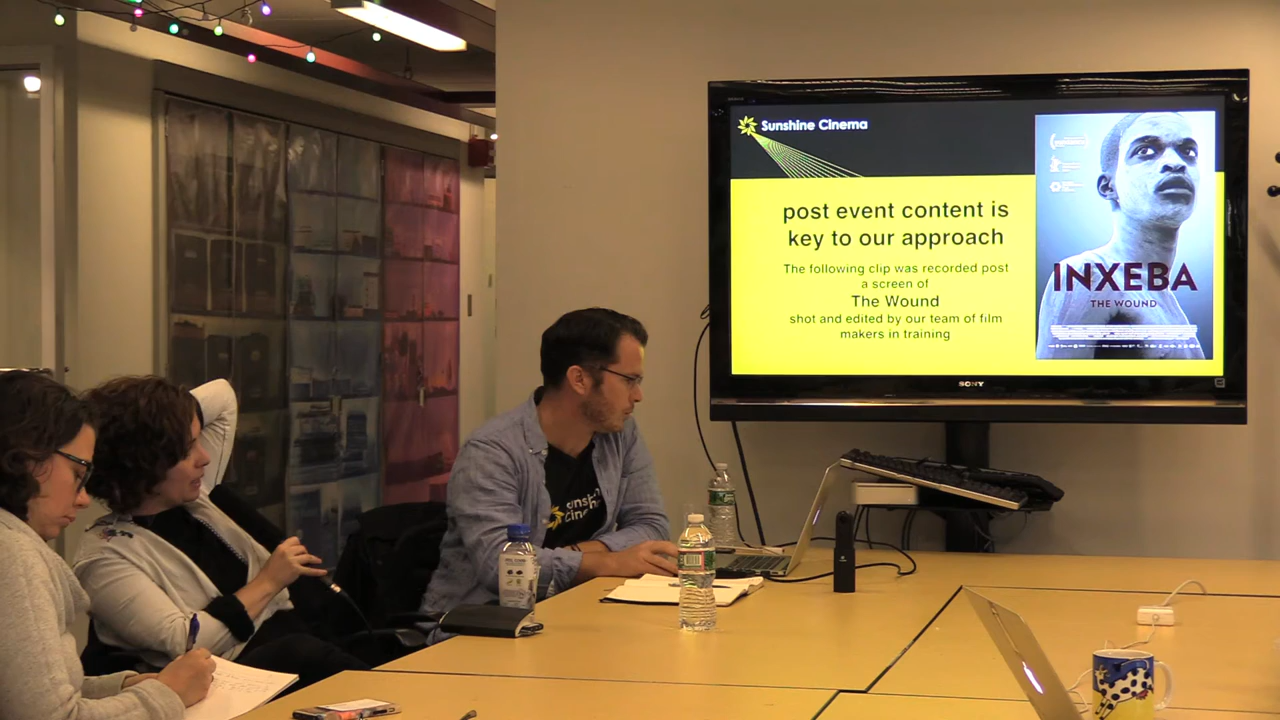 Sunshine Cinema
post event content is
key to our approach
The following clip was recorded post
a screen of
The Wound
shot and edited by our team of film
makers in training
INXEBA
THE WOUND
SONY